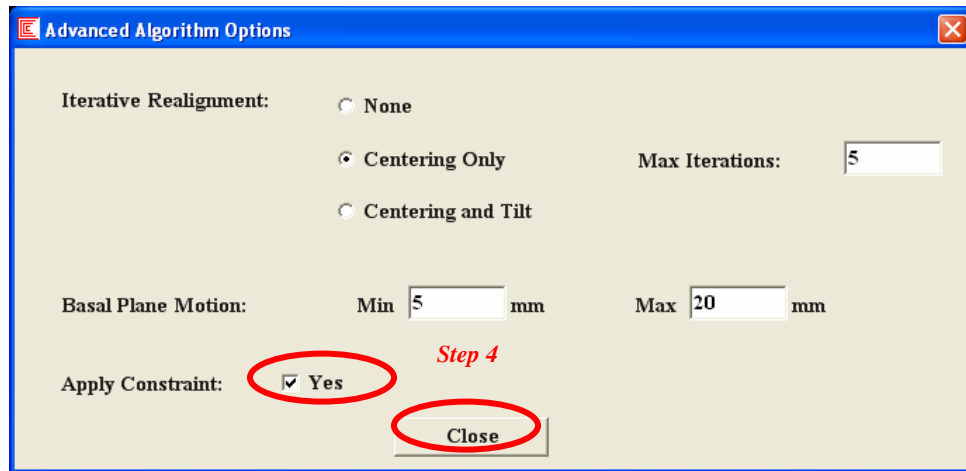 Advanced Algorithm Options
Iterative Realignment:
None
Centering Only
Max Iterations: 5
Centering and Tilt
Basal Plane Motion: Min 5 mm Max 20 mm
Step 4
Apply Constraint: Yes
Close